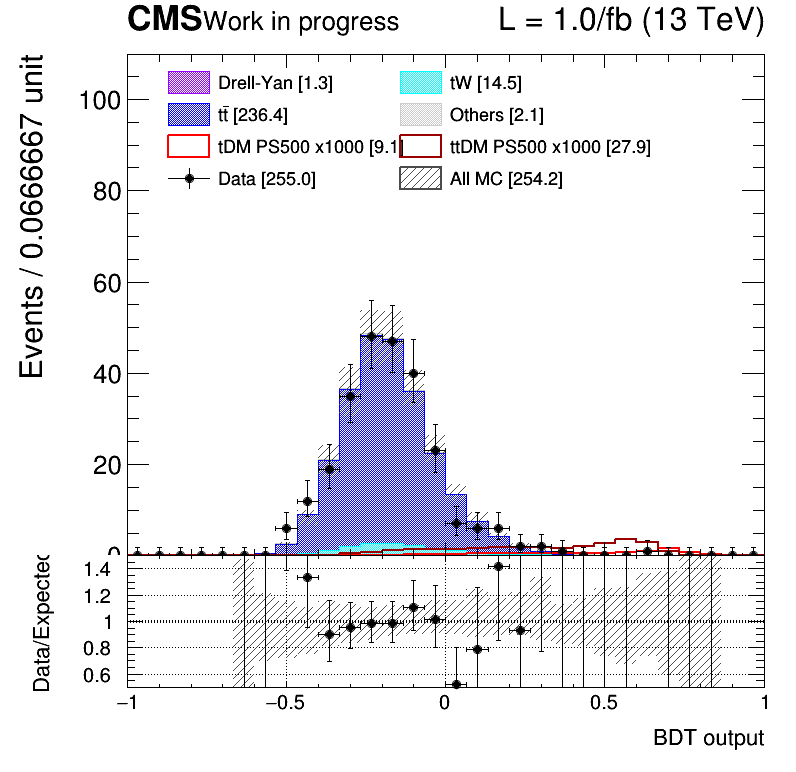 CMS Work in progress L = 1.0/fb (13 TeV)
Events / 0.0666667 unit
Drell-Yan [1.3] tW [14.5]
tt̄ [236.4] Others [2.1]
tDM PS500 x1000 [9.1 ttDM PS500 x1000 [27.9]
Data [255.0] All MC [254.2]
100
80
60
40
20
0
Data/Expected
1.4
1.2
1
0.8
0.6
−1 −0.5 0 0.5 1
BDT output